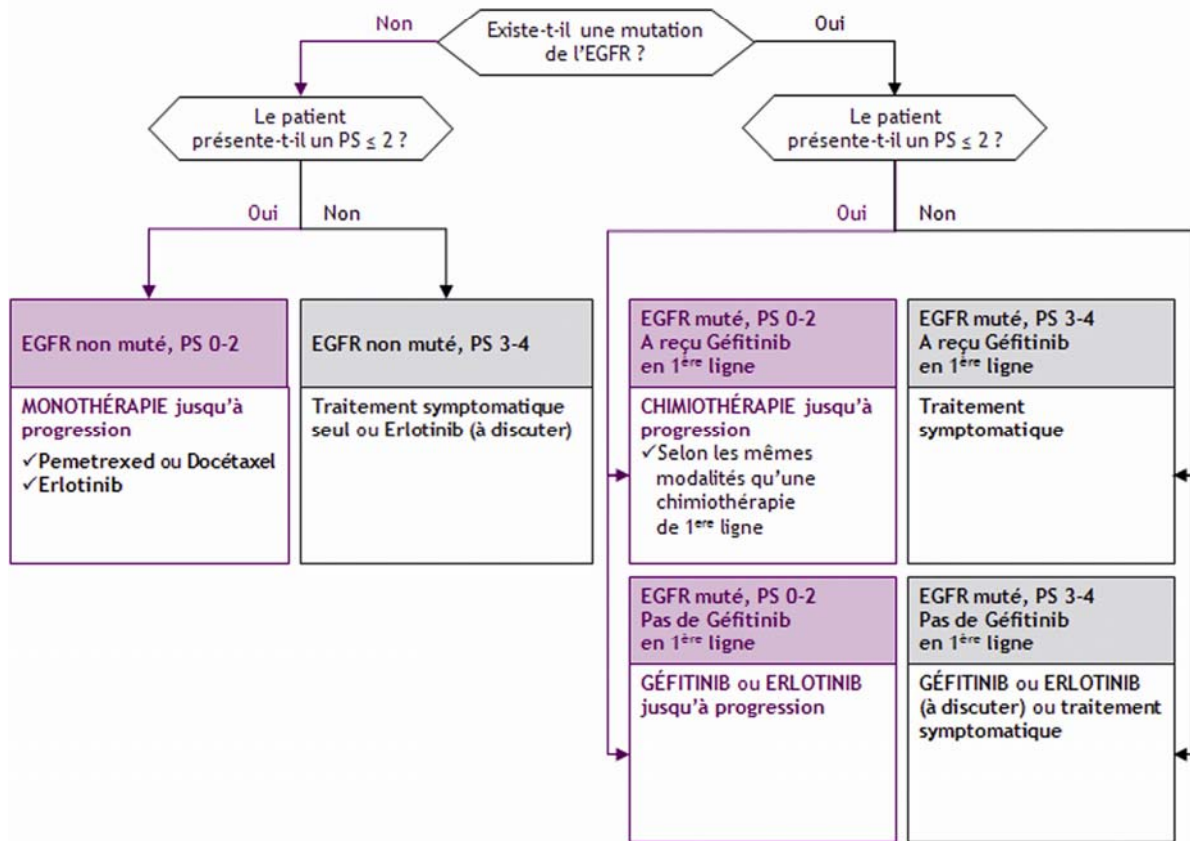 Existe-t-il une mutation
de l'EGFR ?
Non
Oui
Le patient
présente-t-il un PS ≤ 2 ?
Oui
Non
Le patient
présente-t-il un PS ≤ 2 ?
Oui
Non
EGFR non muté, PS 0-2
MONOTHÉRAPIE jusqu'à
progression
✓Pemetrexed ou Docétaxel
✓Erlotinib
EGFR non muté, PS 3-4
Traitement symptomatique
seul ou Erlotinib (à discuter)
EGFR muté, PS 0-2
A reçu Géfitinib
en 1ère ligne
CHIMIOTHÉRAPIE jusqu'à
progression
✓Selon les mêmes
modalités qu'une
chimiothérapie
de 1ere ligne
EGFR muté, PS 3-4
A reçu Géfitinib
en 1ère ligne
Traitement
symptomatique
EGFR muté, PS 0-2
Pas de Géfitinib
en 1ère ligne
GÉFITINIB ou ERLOTINIB
jusqu'à progression
EGFR muté, PS 3-4
Pas de Géfitinib
en 1ère ligne
GÉFITINIB ou ERLOTINIB
(à discuter) ou traitement
symptomatique